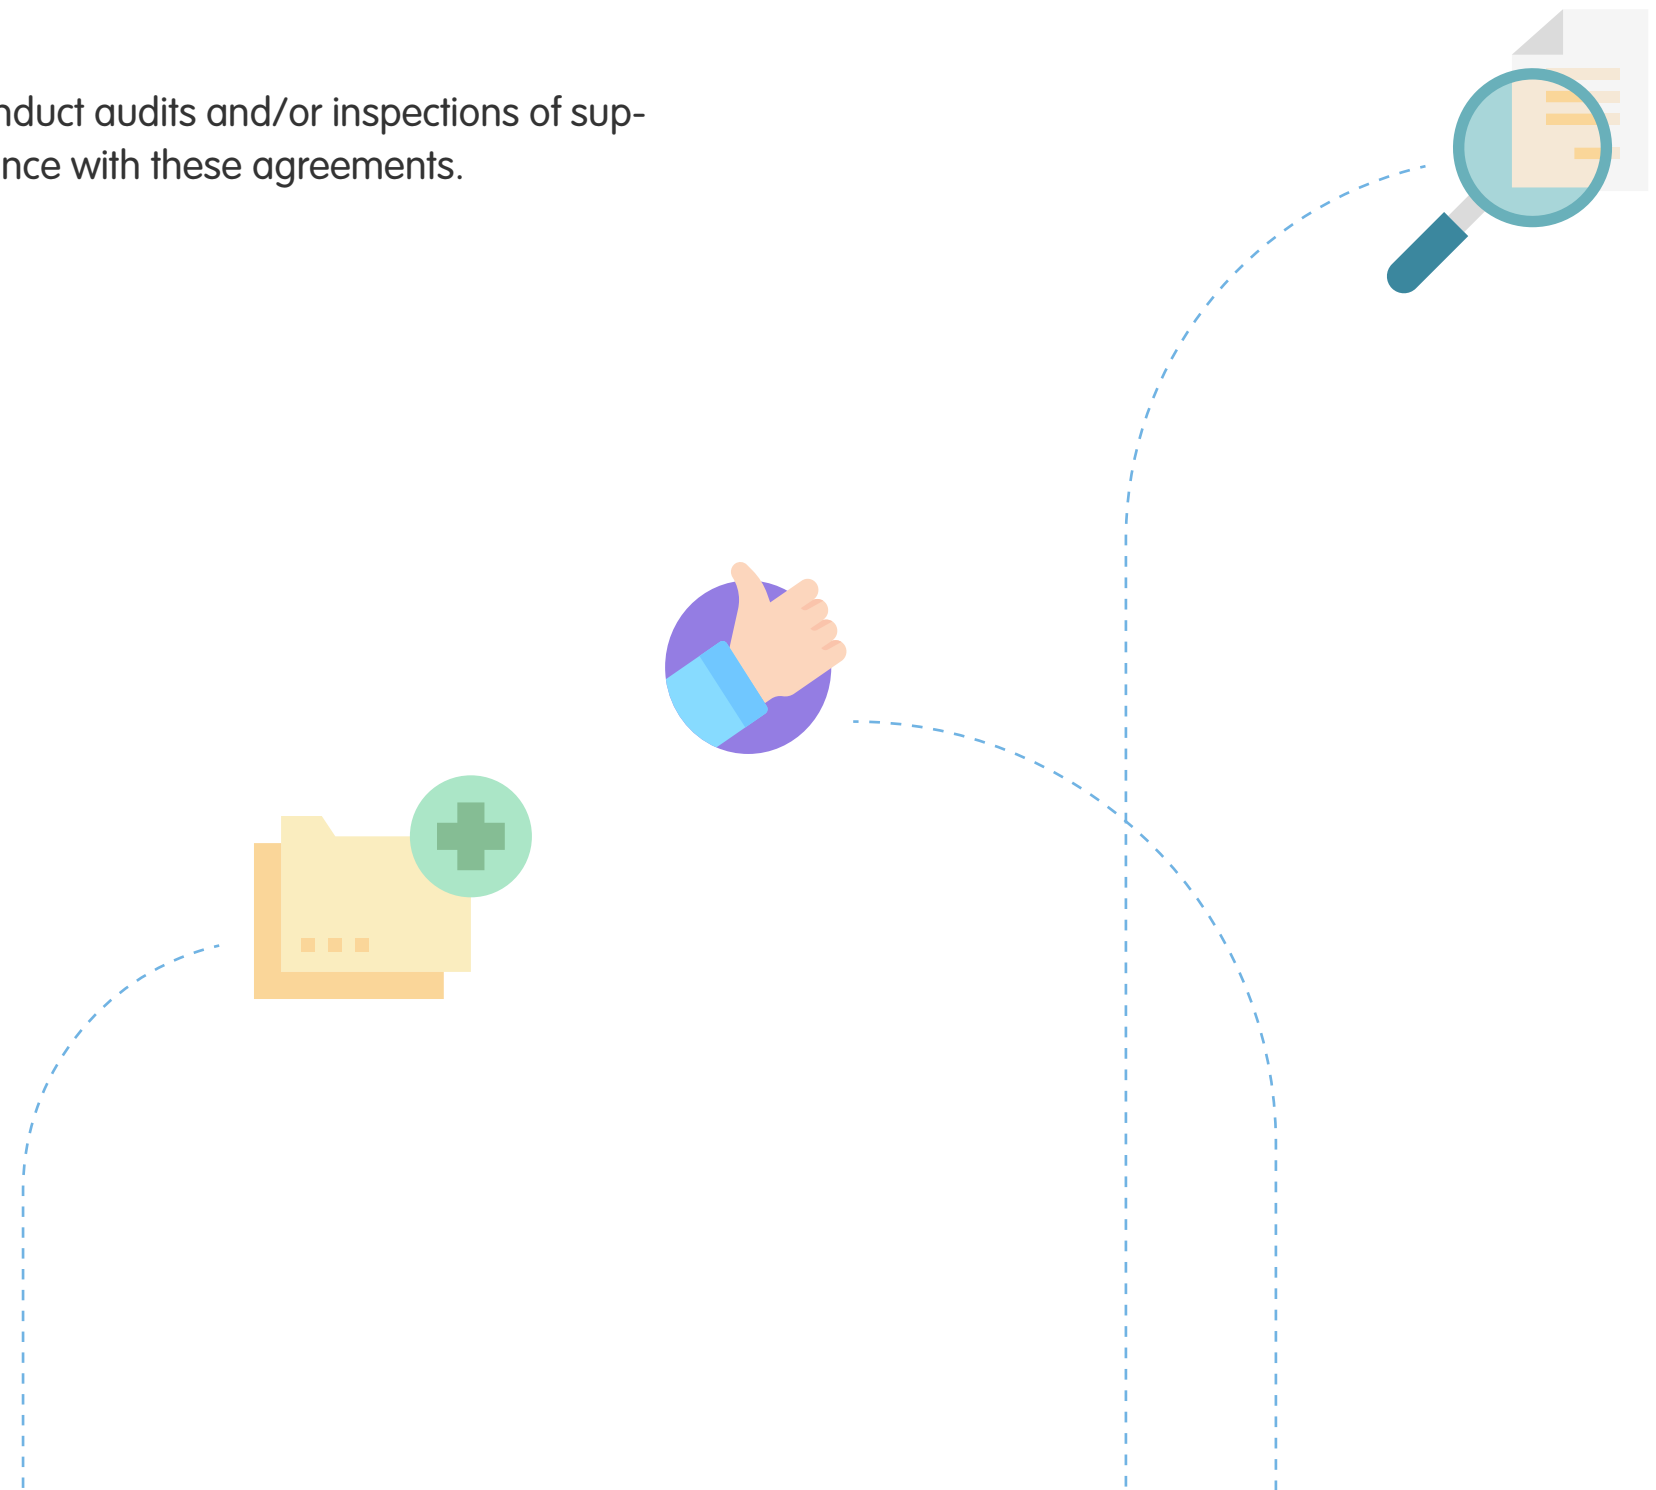 nduct audits and/or inspections of sup-
nce with these agreements.